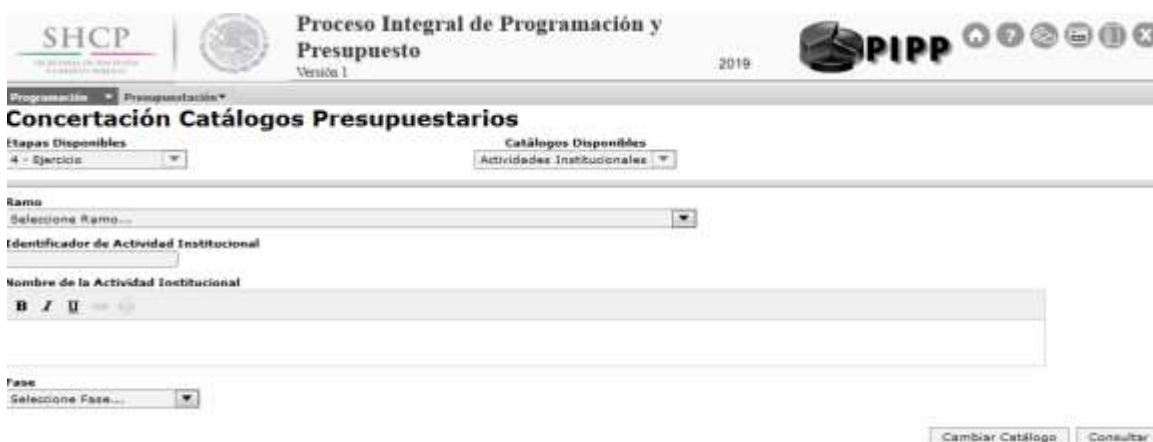 SHCP
Proceso Integral de Programación y
Presupuesto
Versión 1
2019
PIPP
Programación Presupuestación
Concertación Catálogos Presupuestarios
Etapas Disponibles Catálogos Disponibles
4 - Ejercicio Actividades Institucionales
Ramo
Seleccione Ramo...
Identificador de Actividad Institucional
Nombre de la Actividad Institucional
B I U
Fase
Seleccione Fase...
Cambiar Catálogo Consultar